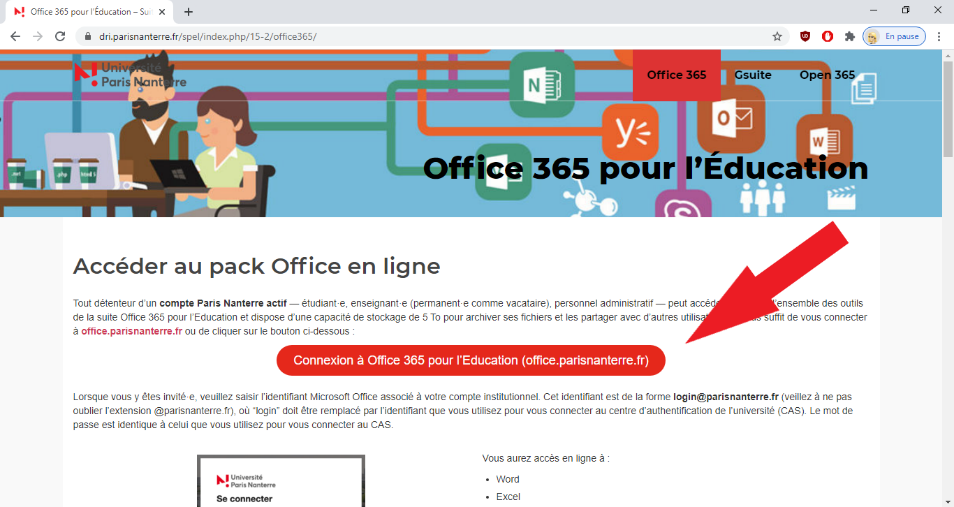 Office 365 pour l'Éducation – Sui
dri.parisnanterre.fr/spel/index.php/15-2/office365/
En pause
Université
Paris Nanterre
Office 365
Gsuite
Open 365
N
O
W
php
html 5
Office 365 pour l'Éducation
Accéder au pack Office en ligne
Tout détenteur d'un compte Paris Nanterre actif — étudiant·e, enseignant·e (permanent·e comme vacataire), personnel administratif — peut
de la suite Office 365 pour l'Education et dispose d'une capacité de stockage de 5 To pour archiver ses fichiers et les partager avec d'autres suffit de vous connecter
à office.parisnanterre.fr ou de cliquer sur le bouton ci-dessous :
Connexion à Office 365 pour l'Education (office.parisnanterre.fr)
Lorsque vous y êtes invité·e, veuillez saisir l'identifiant Microsoft Office associé à votre compte institutionnel. Cet identifiant est de la forme login@parisnanterre.fr (veillez à ne pas
oublier l'extension @parisnanterre.fr), où "login" doit être remplacé par l'identifiant que vous utilisez pour vous connecter au centre d'authentification de l'université (CAS). Le mot de
passe est identique à celui que vous utilisez pour vous connecter au CAS.
Université
Paris Nanterre
Se connecter
Vous aurez accès en ligne à :
• Word
• Excel